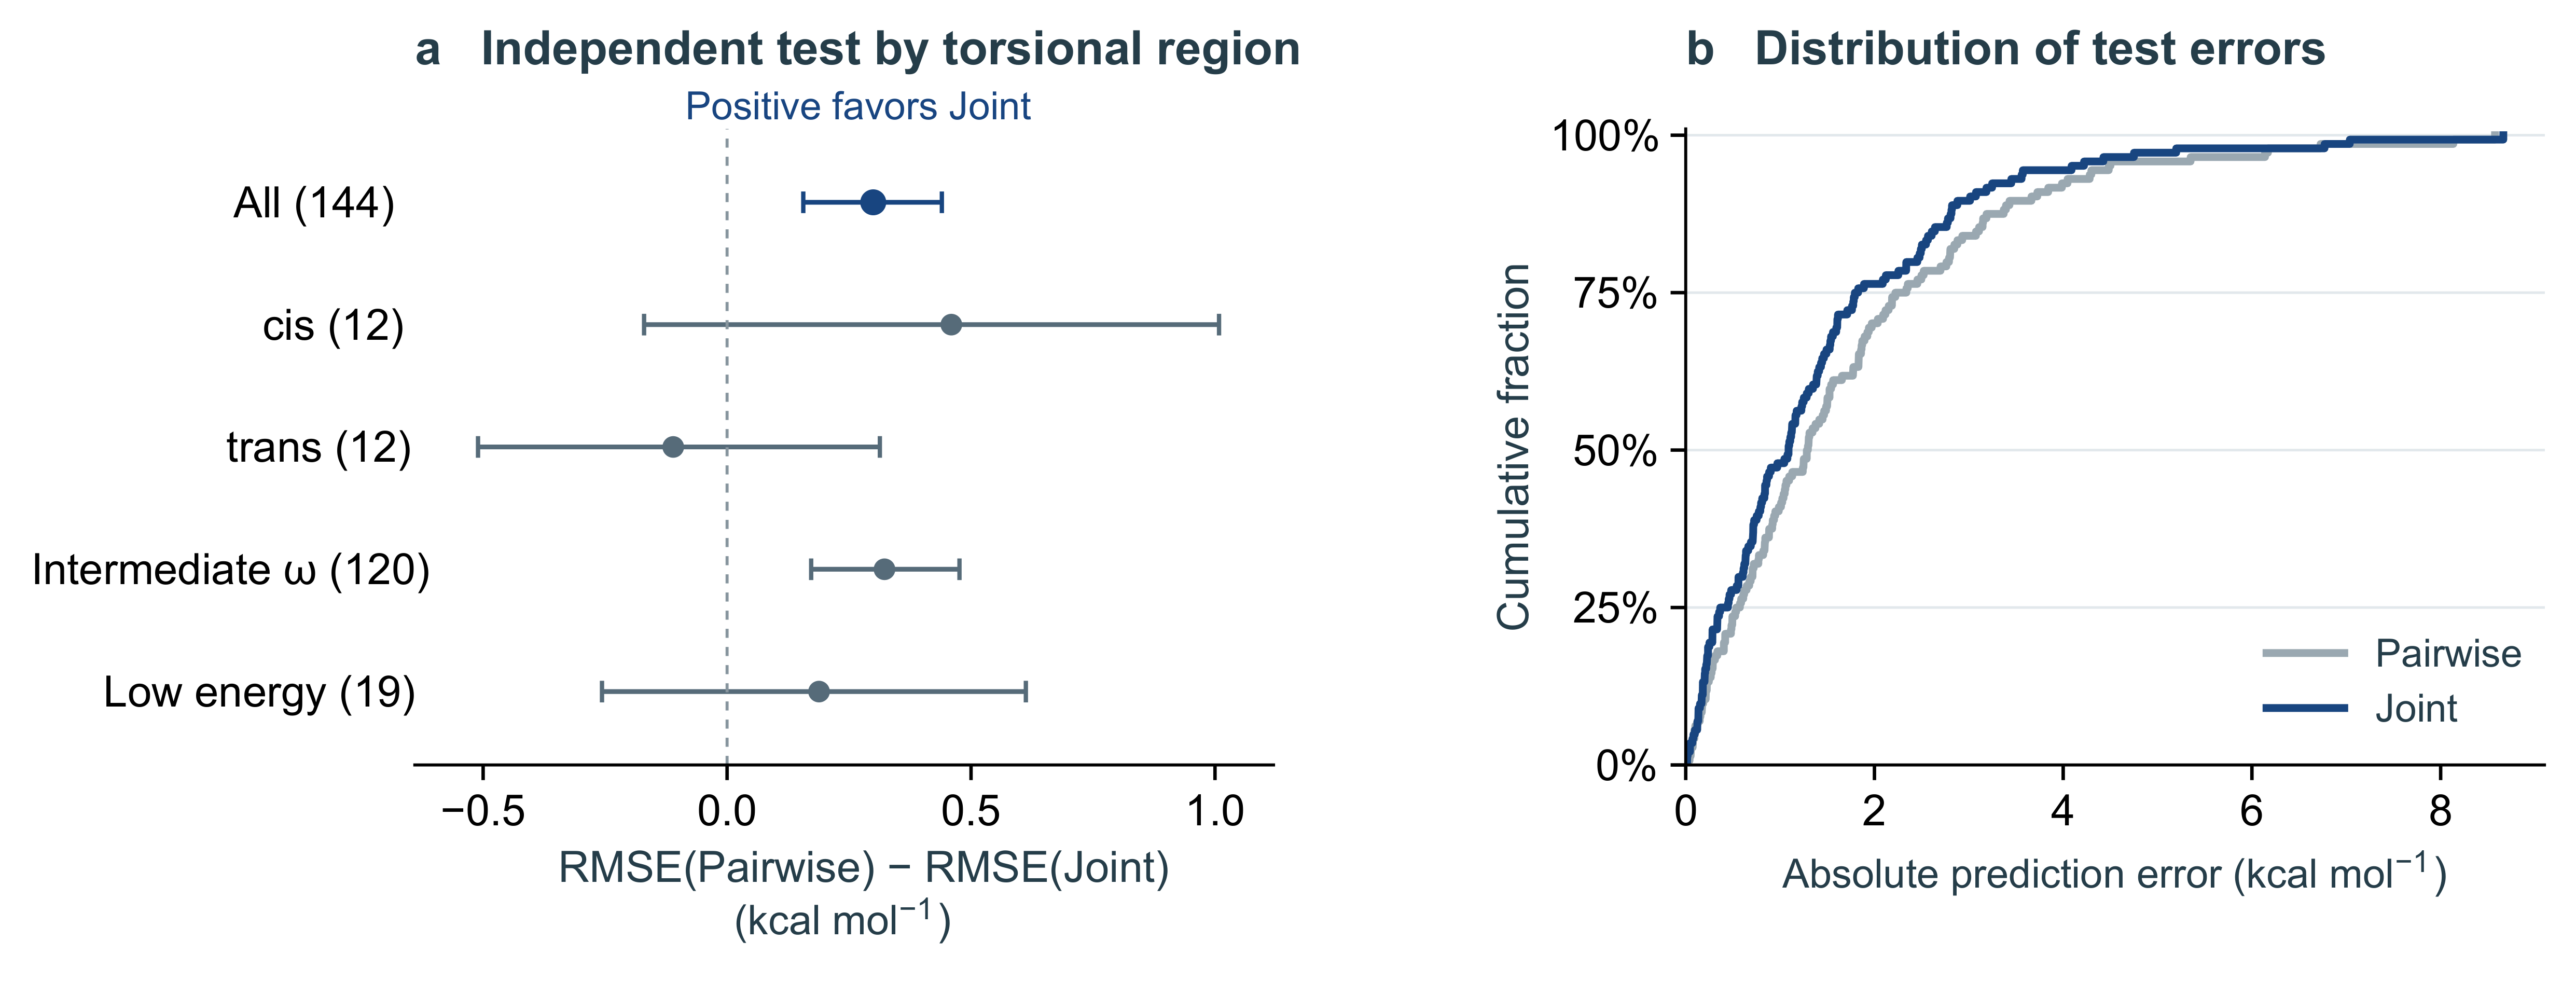 a Independent test by torsional region
Positive favors Joint
All (144)
cis (12)
trans (12)
Intermediate ω (120)
Low energy (19)
−0.5 0.0 0.5 1.0
RMSE(Pairwise) − RMSE(Joint)
(kcal mol⁻¹)
b Distribution of test errors
Cumulative fraction
100%
75%
50%
25%
0%
Pairwise
Joint
0 2 4 6 8
Absolute prediction error (kcal mol⁻¹)